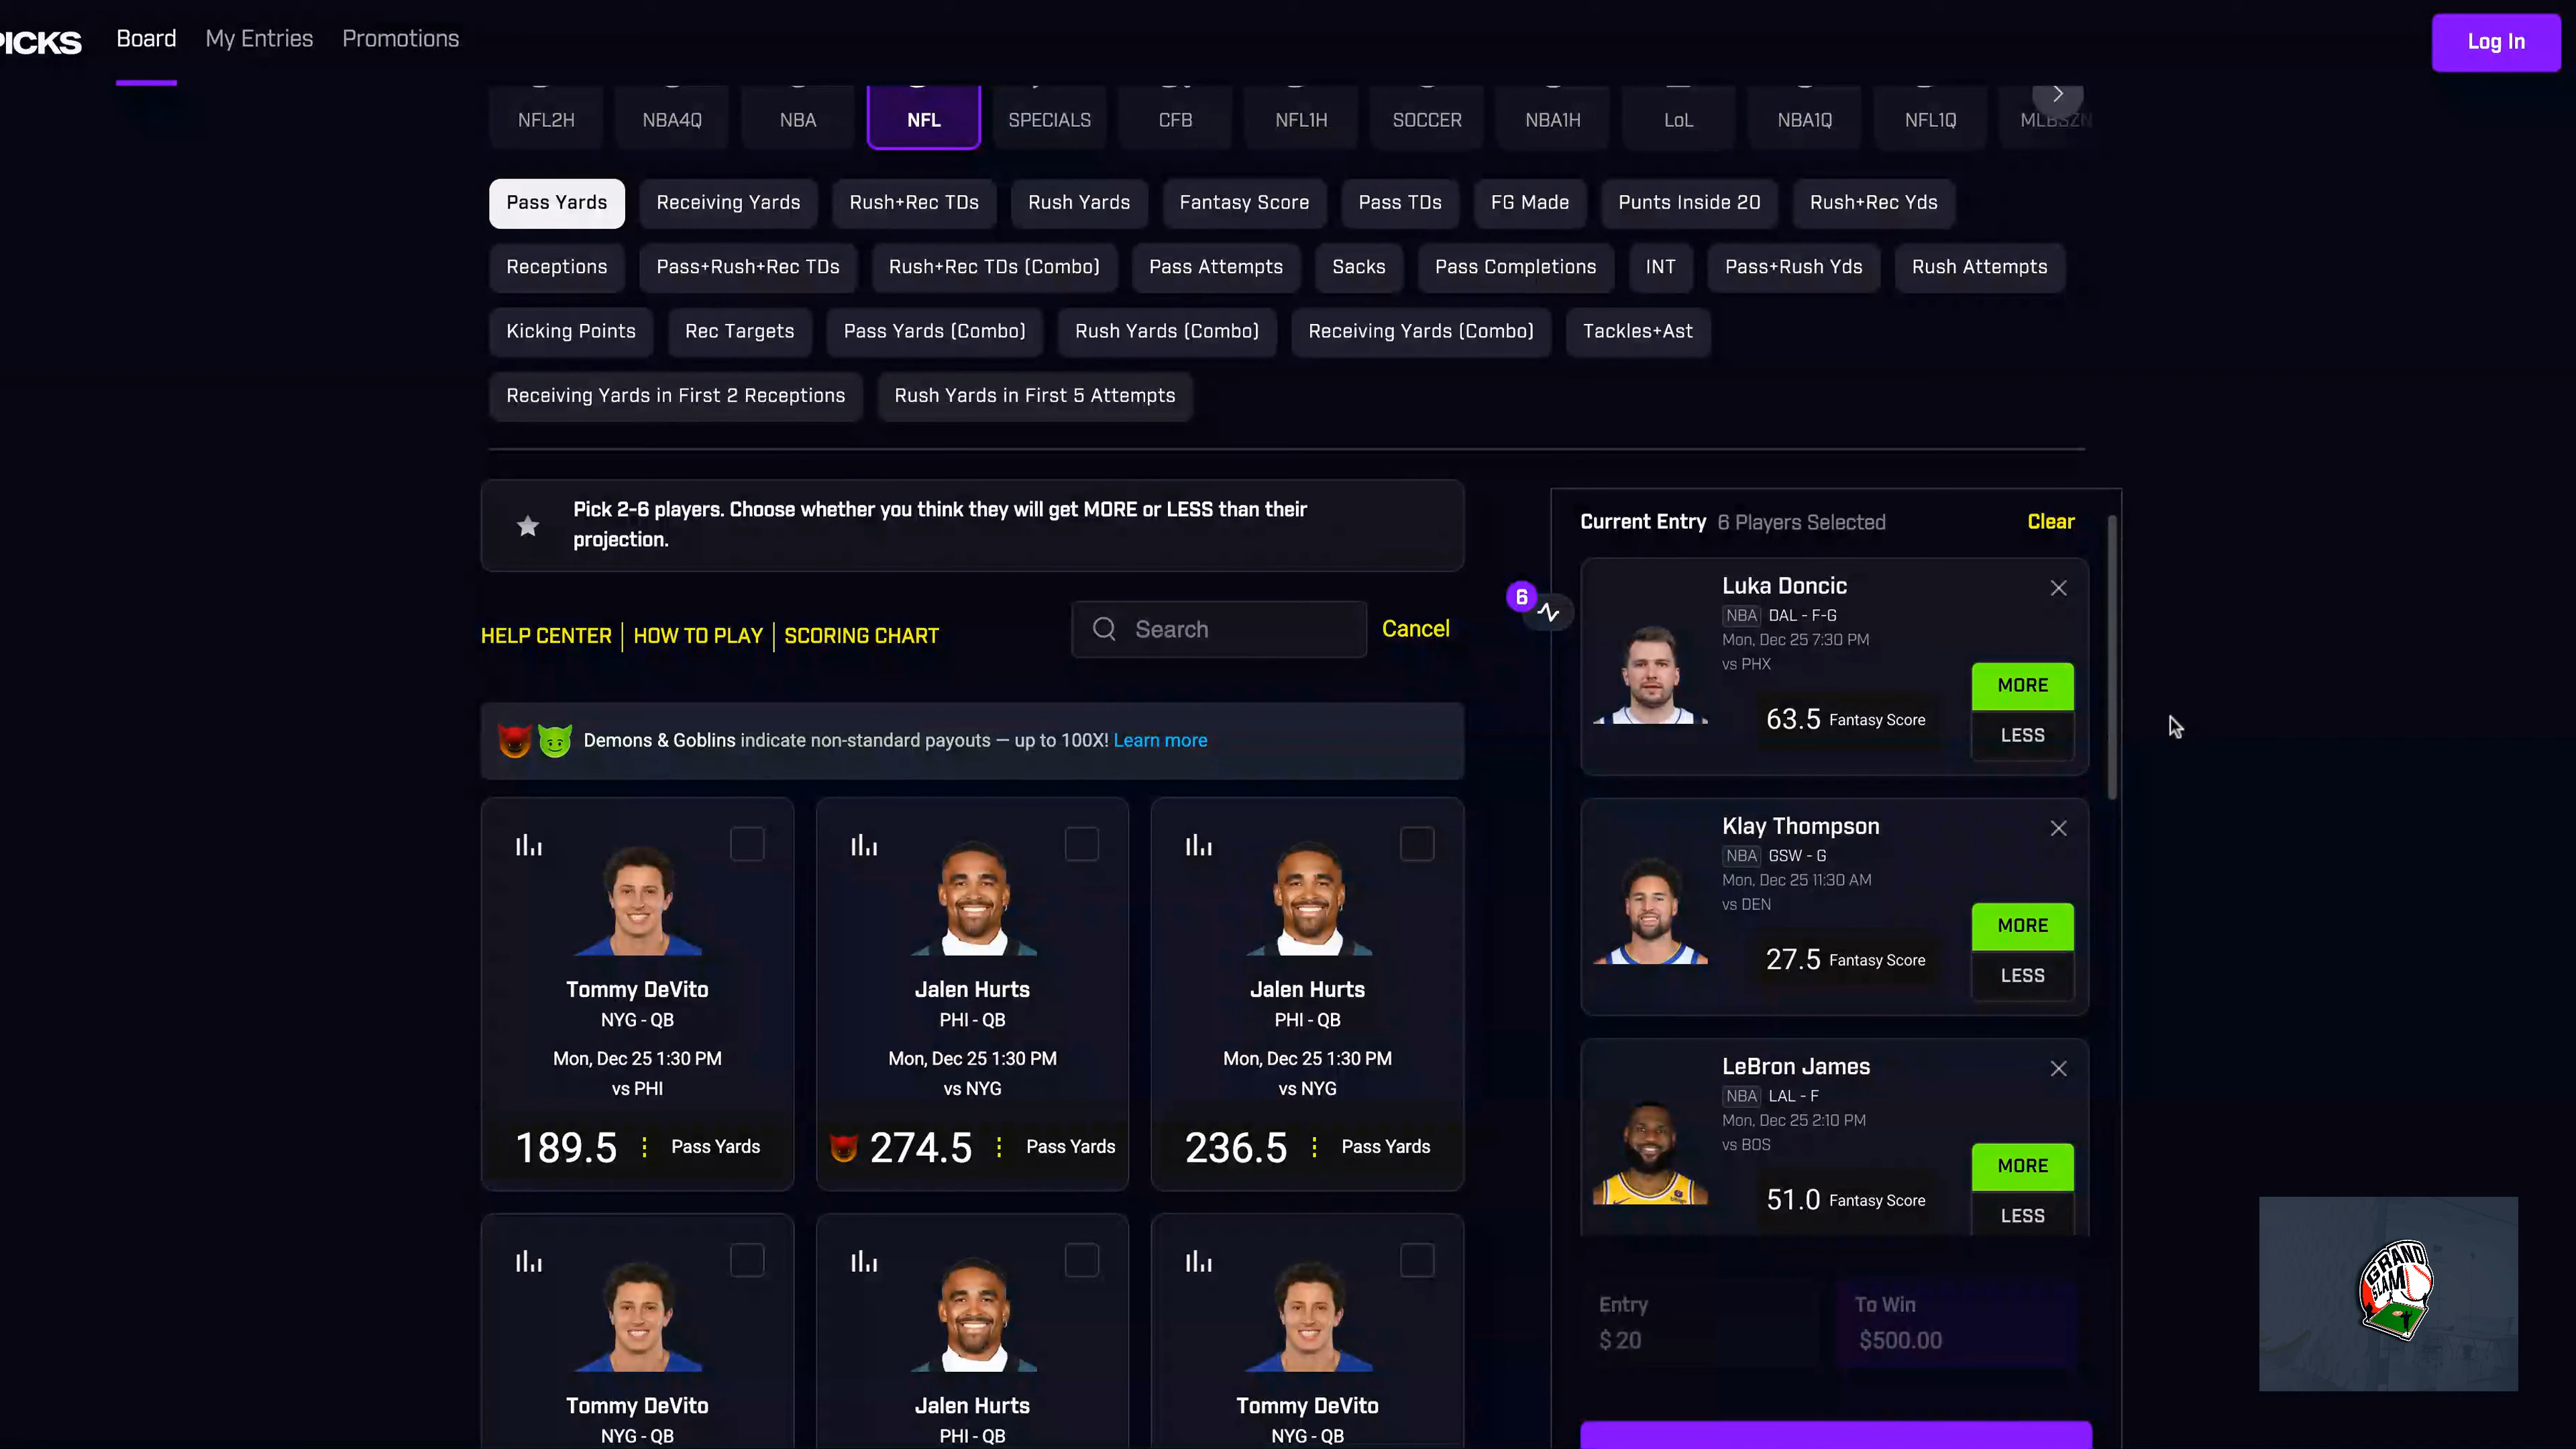 PICKS
Board
My Entries
Promotions
Log In
NFL2H
NBA4Q
NBA
NFL
SPECIALS
CFB
NFL1H
SOCCER
NBA1H
LoL
NBA1Q
NFL1Q
MLBSZN
Pass Yards
Receiving Yards
Rush+Rec TDs
Rush Yards
Fantasy Score
Pass TDs
FG Made
Punts Inside 20
Rush+Rec Yds
Receptions
Pass+Rush+Rec TDs
Rush+Rec TDs (Combo)
Pass Attempts
Sacks
Pass Completions
INT
Pass+Rush Yds
Rush Attempts
Kicking Points
Rec Targets
Pass Yards (Combo)
Rush Yards (Combo)
Receiving Yards (Combo)
Tackles+Ast
Receiving Yards in First 2 Receptions
Rush Yards in First 5 Attempts
Pick 2-6 players. Choose whether you think they will get MORE or LESS than their
projection.
HELP CENTER
HOW TO PLAY
SCORING CHART
Search
Cancel
Demons & Goblins indicate non-standard payouts — up to 100X! Learn more
Tommy DeVito
NYG - QB
Mon, Dec 25 1:30 PM
vs PHI
189.5
Pass Yards
Jalen Hurts
PHI - QB
Mon, Dec 25 1:30 PM
vs NYG
274.5
Pass Yards
Jalen Hurts
PHI - QB
Mon, Dec 25 1:30 PM
vs NYG
236.5
Pass Yards
Tommy DeVito
NYG - QB
Jalen Hurts
PHI - QB
Tommy DeVito
NYG - QB
Current Entry 6 Players Selected
Clear
6
Luka Doncic
NBA DAL - F-G
Mon, Dec 25 7:30 PM
vs PHX
63.5 Fantasy Score
MORE
LESS
Klay Thompson
NBA GSW - G
Mon, Dec 25 11:30 AM
vs DEN
27.5 Fantasy Score
MORE
LESS
LeBron James
NBA LAL - F
Mon, Dec 25 2:10 PM
vs BOS
51.0 Fantasy Score
MORE
LESS
Entry
$ 20
To Win
$500.00
GRAND
SLAM